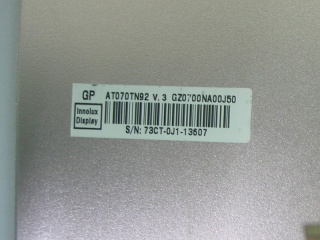 GP AT070TN92 V.3 GZ0700NA00J50
Innolux
Display
S/N: 73CT-0J1-13607